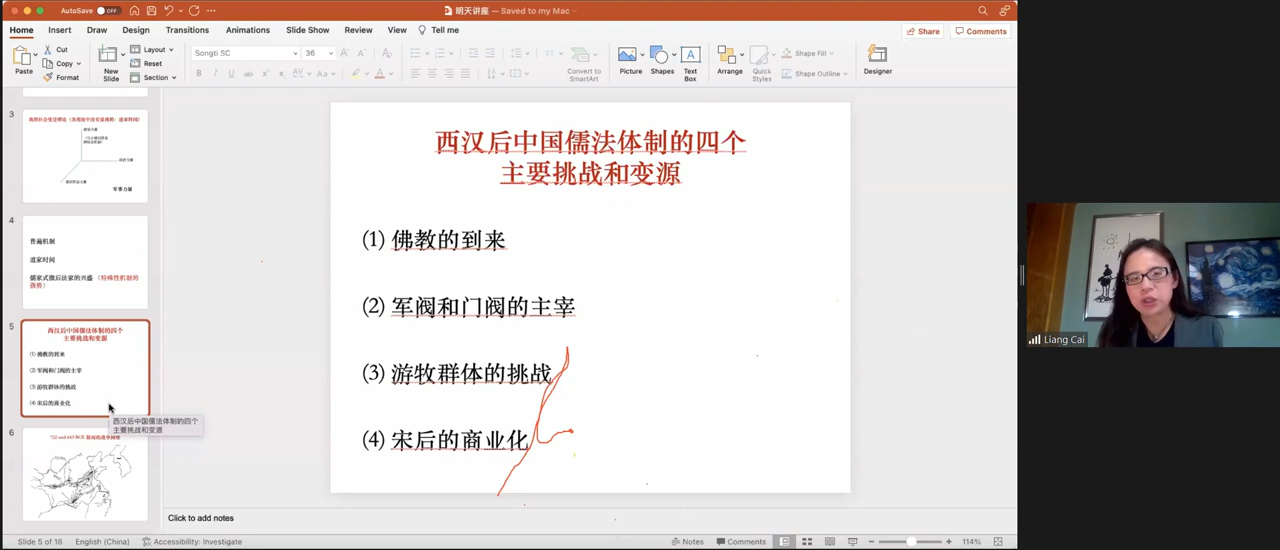 AutoSave OFF
明天讲座 — Saved to my Mac
Home Insert Draw Design Transitions Animations Slide Show Review View Tell me
Share Comments
Paste
Cut
Copy
Format
New Slide
Layout
Reset
Section
Songti SC 36
Convert to SmartArt
Picture
Shapes
Text Box
Arrange
Quick Styles
Shape Fill
Shape Outline
Designer
3
军事力量
4
普遍机制
道家时间
5
西汉后中国儒法体制的四个
主要挑战和变源
(1) 佛教的到来
(2) 军阀和门阀的主宰
(3) 游牧群体的挑战
(4) 宋后的商业化
西汉后中国儒法体制的四个
主要挑战和变源
6
西汉后中国儒法体制的四个
主要挑战和变源
(1) 佛教的到来
(2) 军阀和门阀的主宰
(3) 游牧群体的挑战
(4) 宋后的商业化
Click to add notes
Slide 5 of 18 English (China) Accessibility: Investigate
Notes Comments 114%
Liang Cai